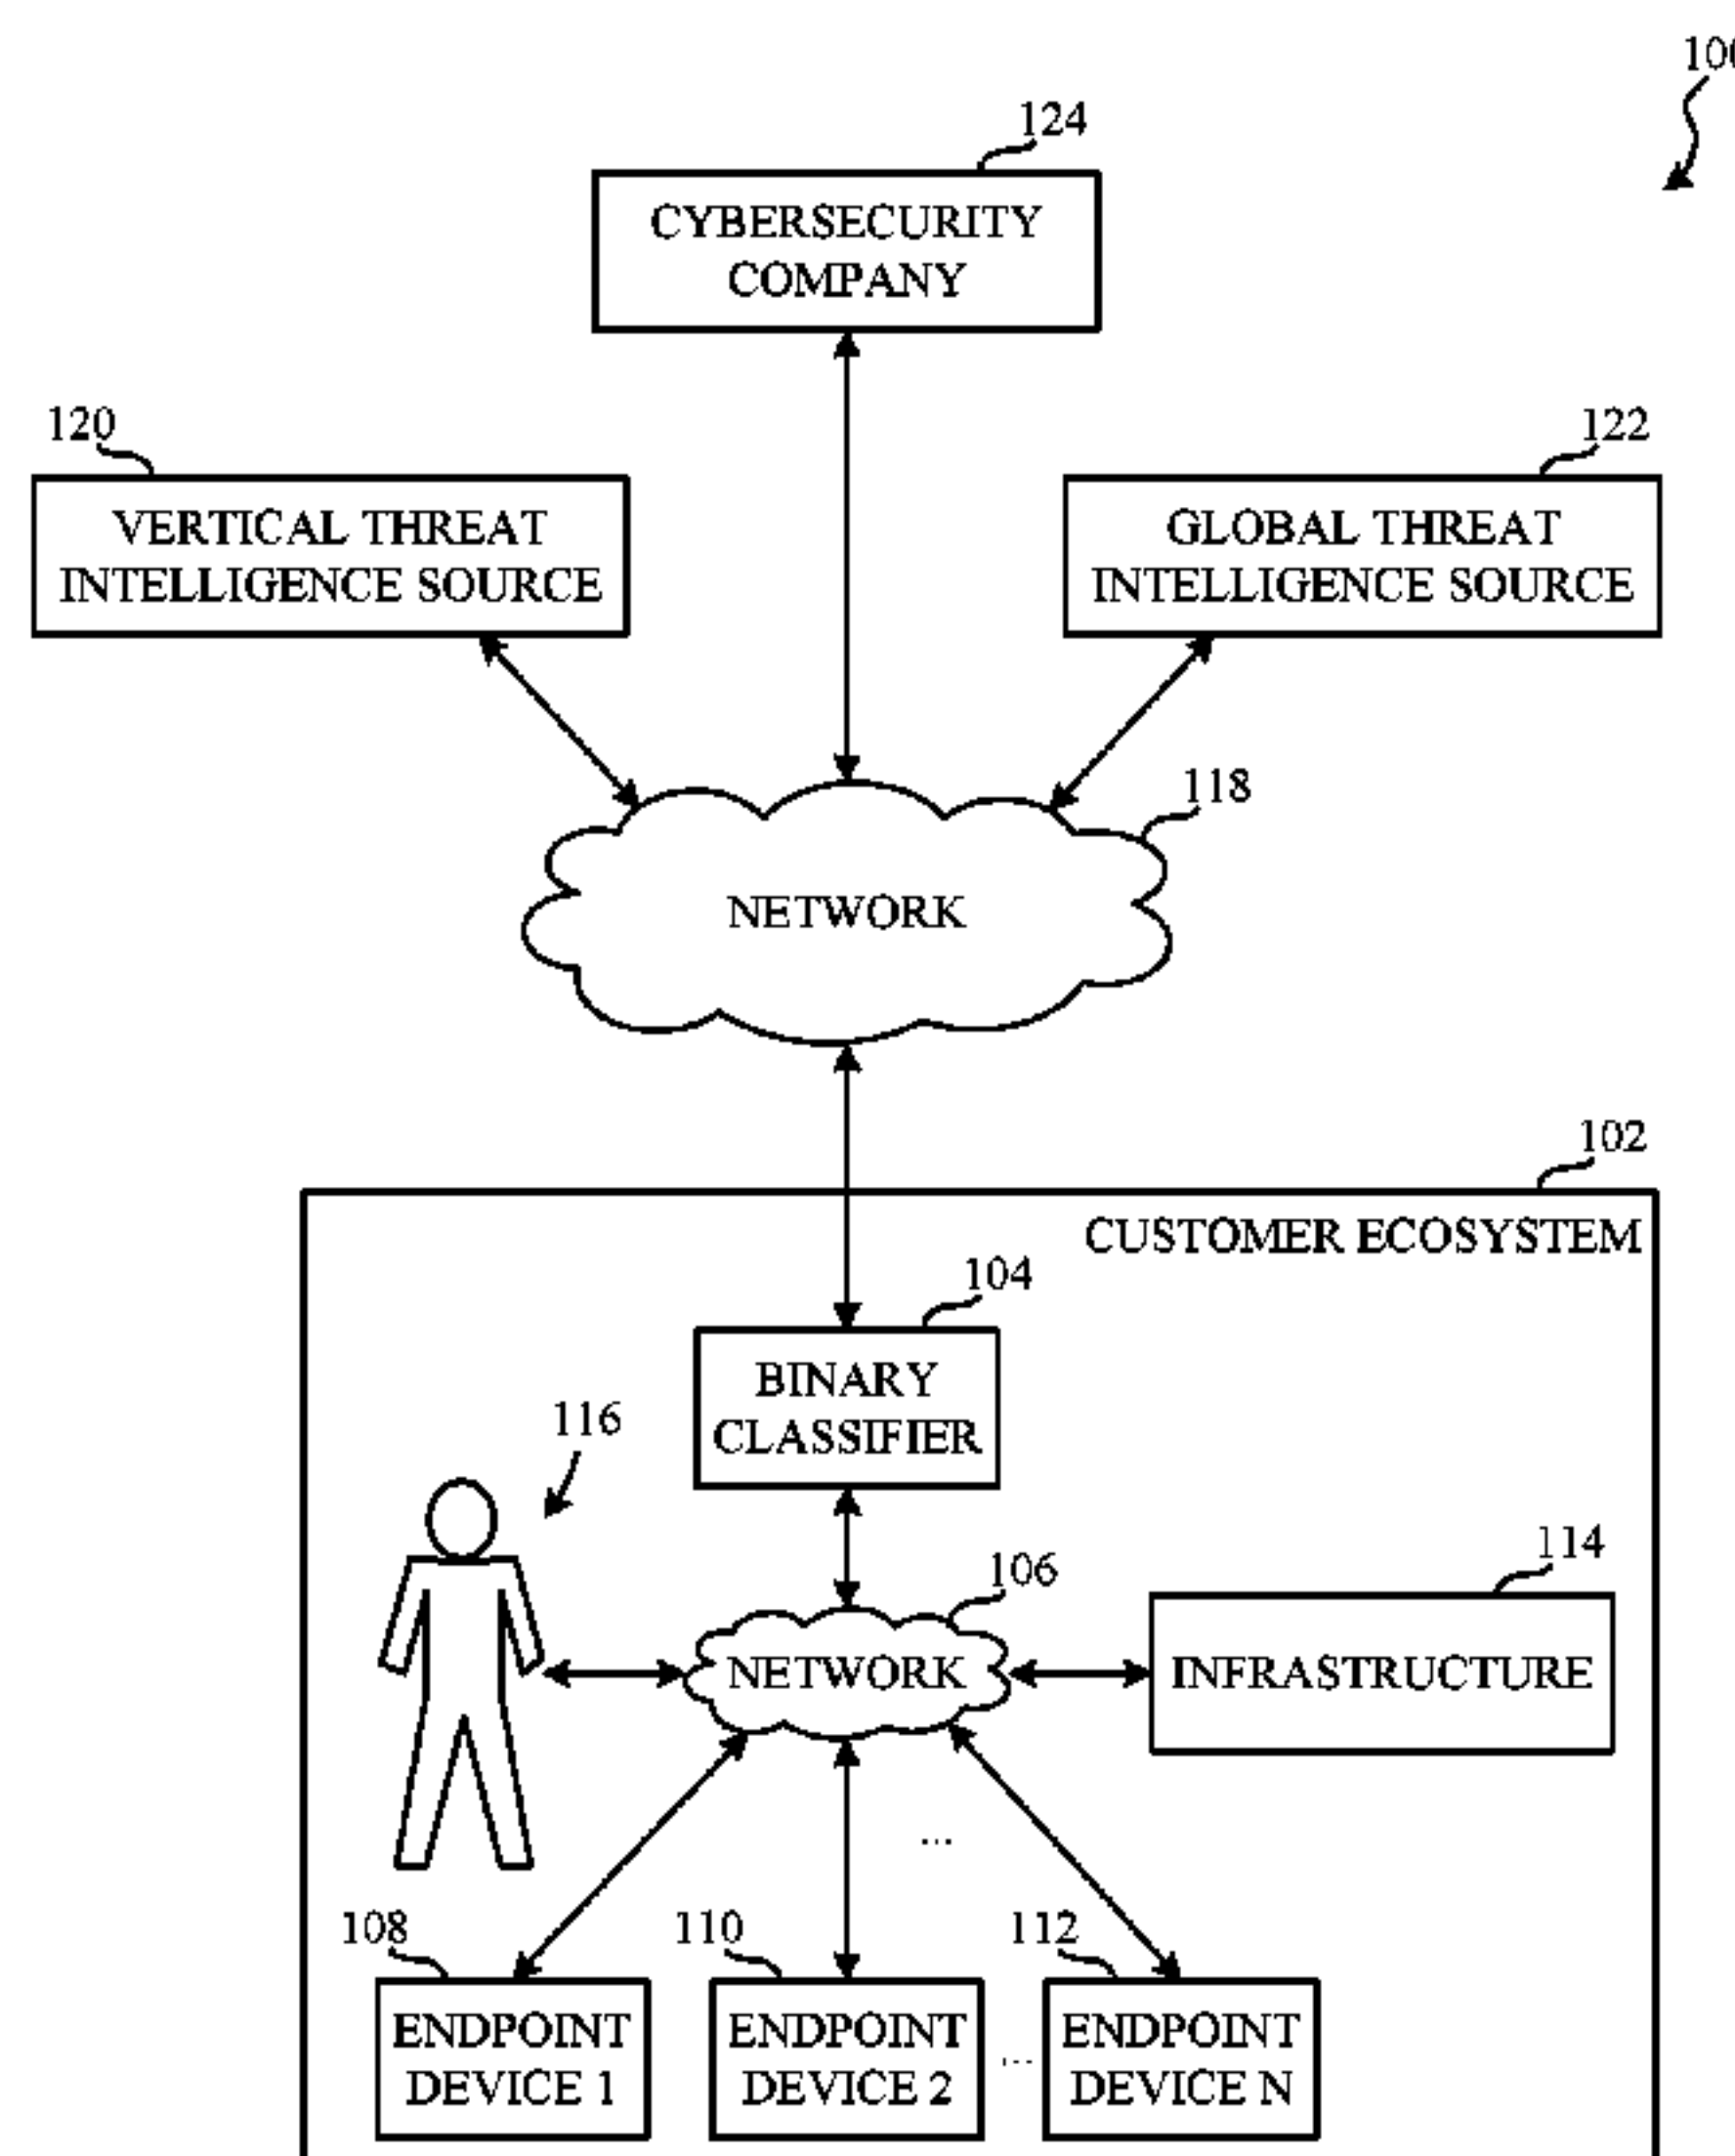 100
124
CYBERSECURITY
COMPANY
120
VERTICAL THREAT
INTELLIGENCE SOURCE
122
GLOBAL THREAT
INTELLIGENCE SOURCE
118
NETWORK
102
CUSTOMER ECOSYSTEM
104
BINARY
CLASSIFIER
116
106
NETWORK
114
INFRASTRUCTURE
...
108
ENDPOINT
DEVICE 1
110
ENDPOINT
DEVICE 2
...
112
ENDPOINT
DEVICE N